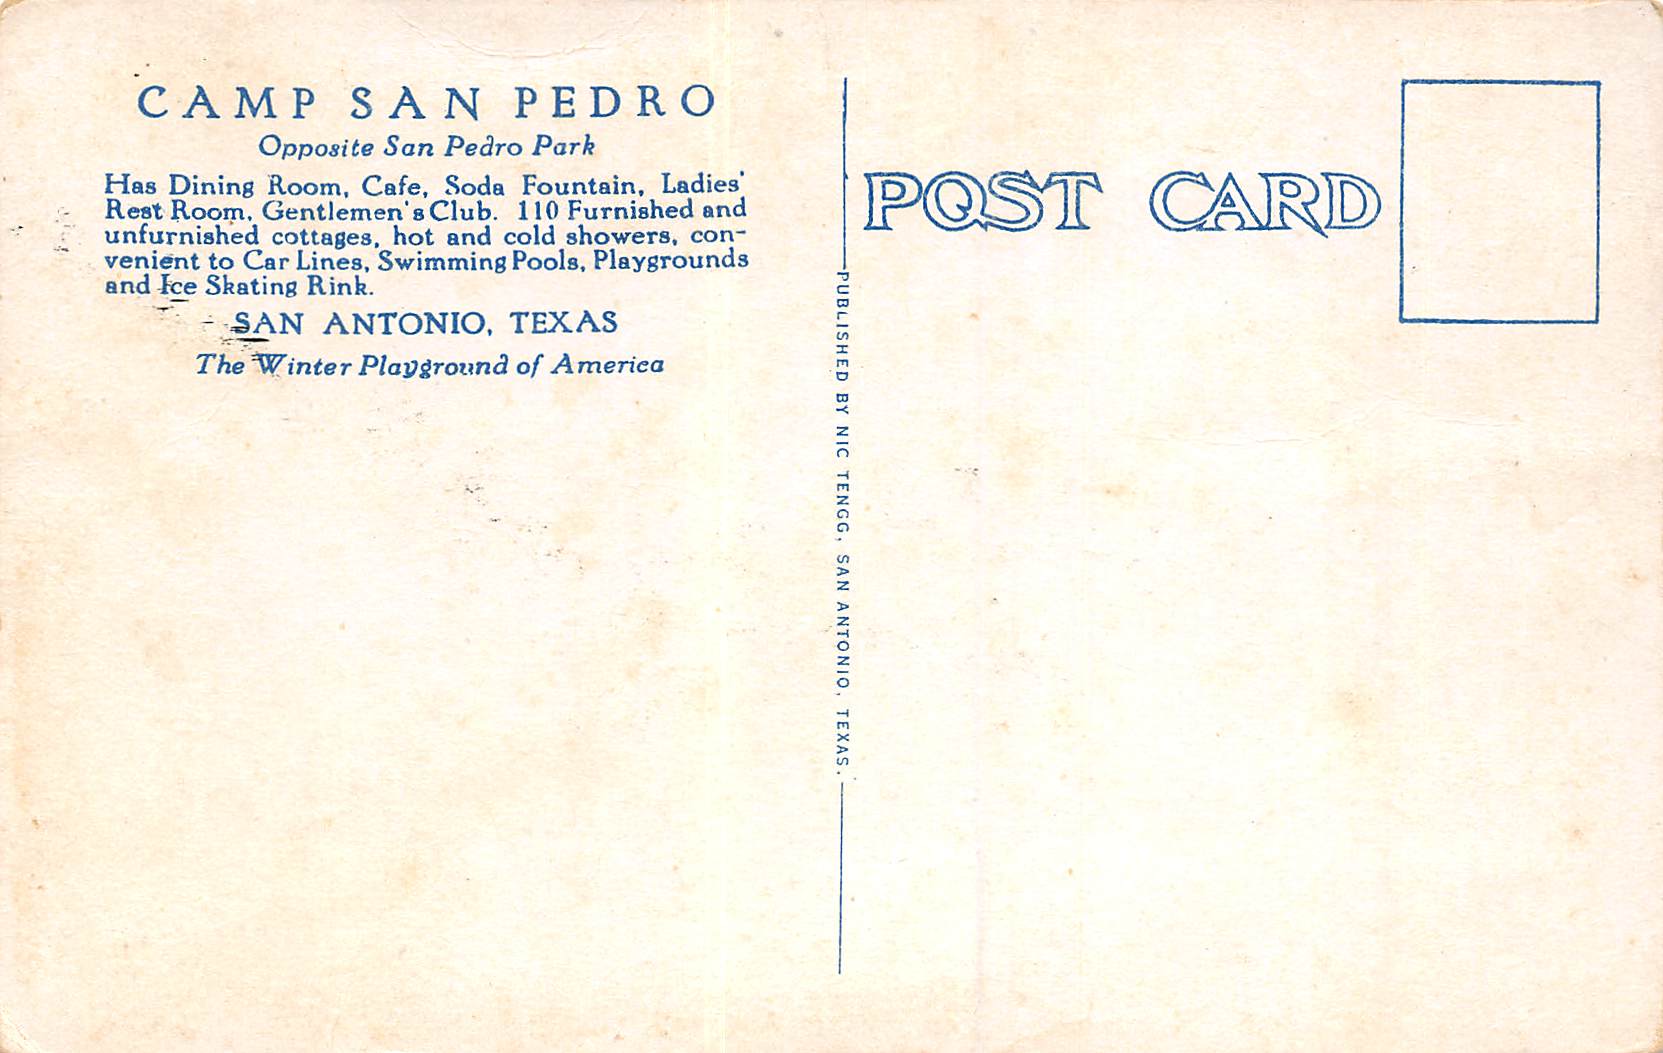 CAMP SAN PEDRO
Opposite San Pedro Park
Has Dining Room, Cafe, Soda Fountain, Ladies'
Rest Room, Gentlemen's Club. 110 Furnished and
unfurnished cottages, hot and cold showers, con-
venient to Car Lines, Swimming Pools, Playgrounds
and Ice Skating Rink.
SAN ANTONIO, TEXAS
The Winter Playground of America
PUBLISHED BY NIC TENGG, SAN ANTONIO, TEXAS.
POST CARD